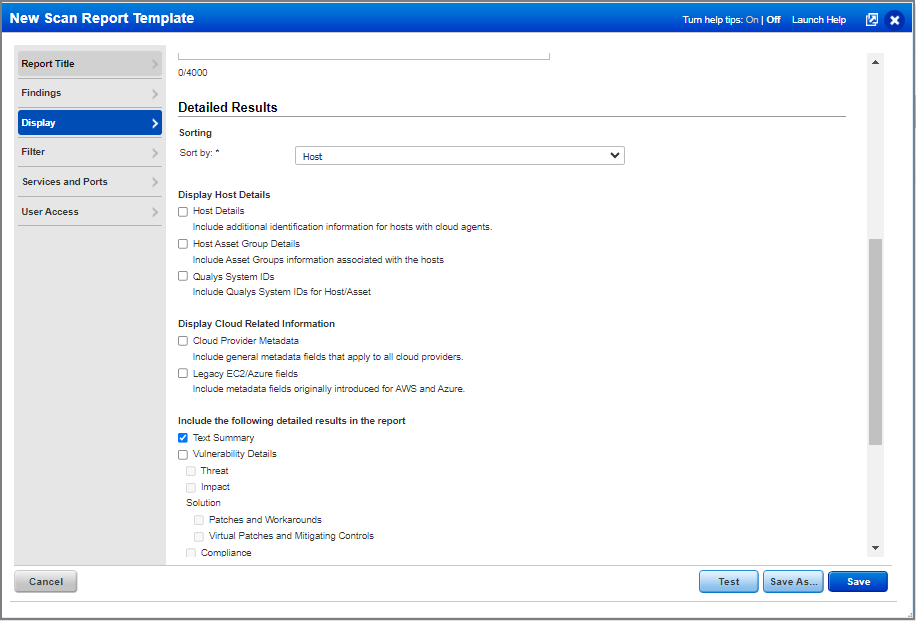 New Scan Report Template
Turn help tips: On | Off Launch Help
Report Title
Findings
Display
Filter
Services and Ports
User Access
0/4000
Detailed Results
Sorting
Sort by: * Host
Display Host Details
Host Details
Include additional identification information for hosts with cloud agents.
Host Asset Group Details
Include Asset Groups information associated with the hosts
Qualys System IDs
Include Qualys System IDs for Host/Asset
Display Cloud Related Information
Cloud Provider Metadata
Include general metadata fields that apply to all cloud providers.
Legacy EC2/Azure fields
Include metadata fields originally introduced for AWS and Azure.
Include the following detailed results in the report
Text Summary
Vulnerability Details
Threat
Impact
Solution
Patches and Workarounds
Virtual Patches and Mitigating Controls
Compliance
Cancel Test Save As... Save